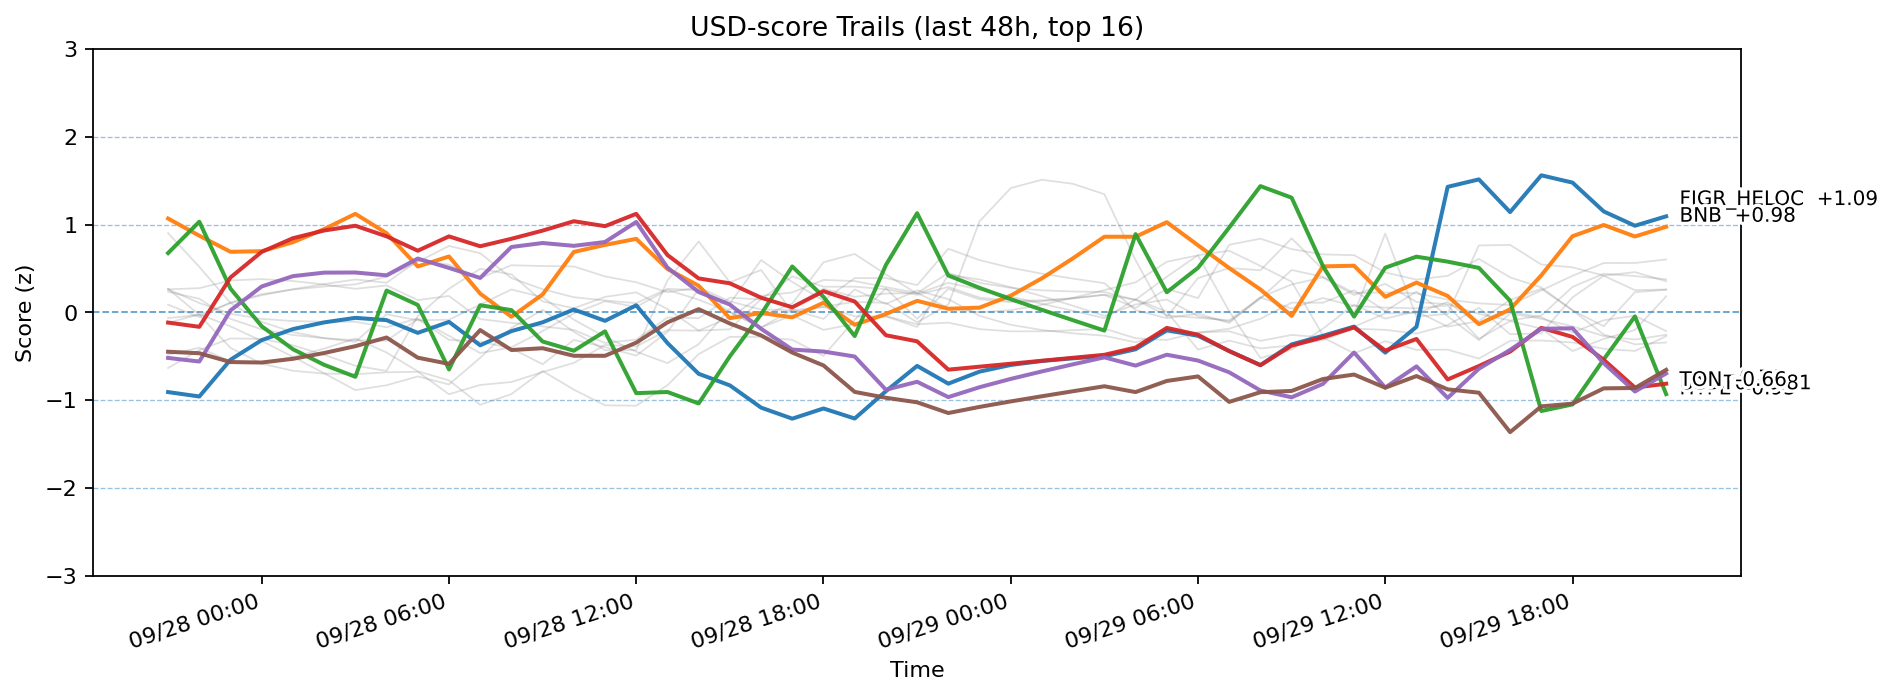 USD-score Trails (last 48h, top 16)
3
2
1
0
−1
−2
−3
Score (z)
FIGR_HELOC +1.09
BNB +0.98
TON -0.66
09/28 00:00
09/28 06:00
09/28 12:00
09/28 18:00
09/29 00:00
09/29 06:00
09/29 12:00
09/29 18:00
Time